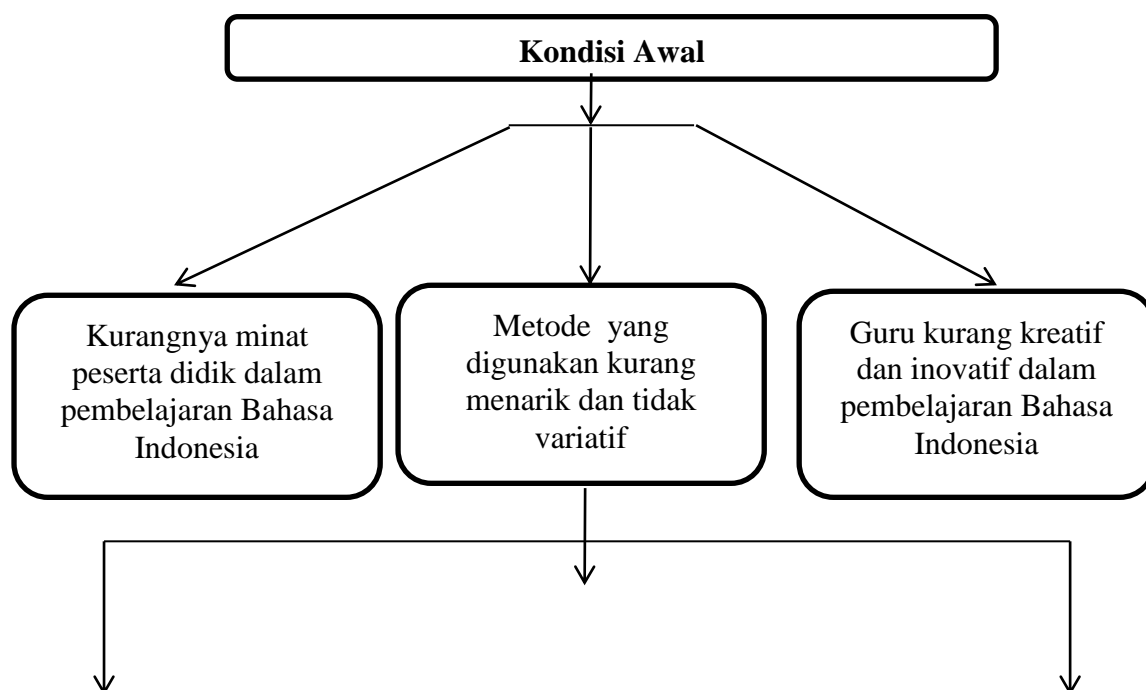 Kondisi Awal
Kurangnya minat
peserta didik dalam
pembelajaran Bahasa
Indonesia
Metode yang
digunakan kurang
menarik dan tidak
variatif
Guru kurang kreatif
dan inovatif dalam
pembelajaran Bahasa
Indonesia